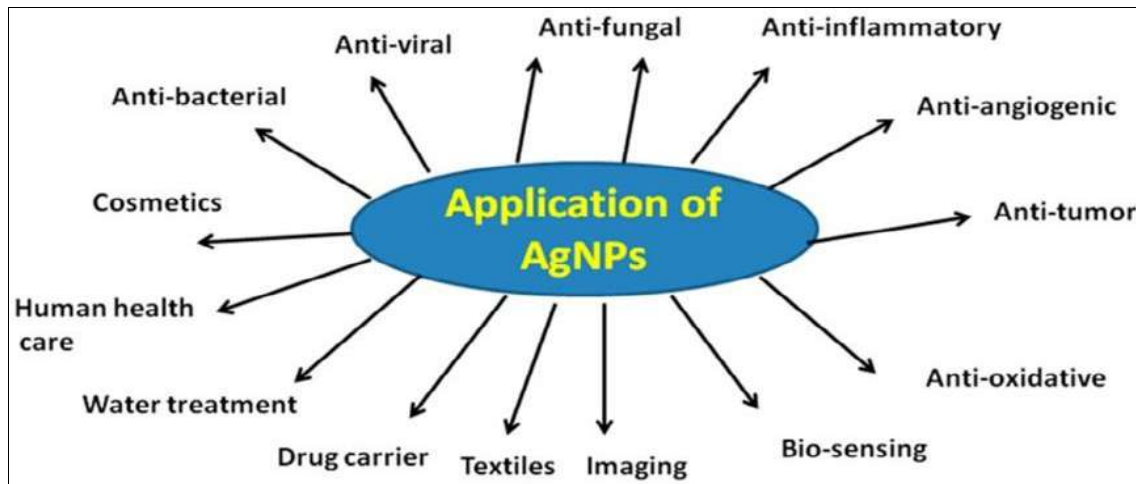 Anti-fungal
Anti-inflammatory
Anti-viral
Anti-bacterial
Anti-angiogenic
Application of
AgNPs
Cosmetics
Anti-tumor
Human health
care
Water treatment
Anti-oxidative
Drug carrier
Textiles
Imaging
Bio-sensing